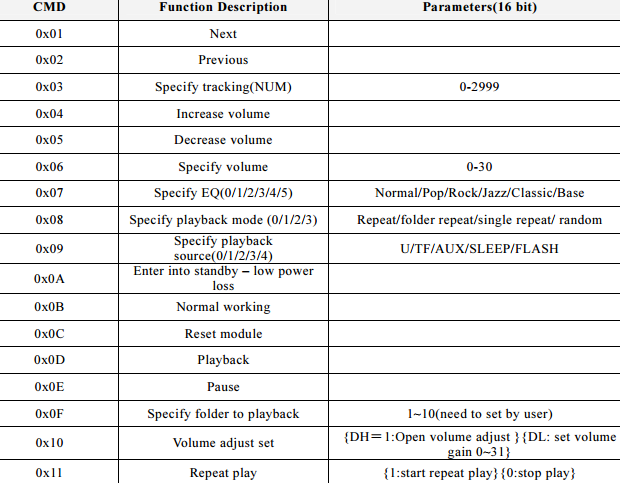 CMD Function Description Parameters(16 bit)
0x01 Next
0x02 Previous
0x03 Specify tracking(NUM) 0-2999
0x04 Increase volume
0x05 Decrease volume
0x06 Specify volume 0-30
0x07 Specify EQ(0/1/2/3/4/5) Normal/Pop/Rock/Jazz/Classic/Base
0x08 Specify playback mode (0/1/2/3) Repeat/folder repeat/single repeat/ random
0x09 Specify playback source(0/1/2/3/4) U/TF/AUX/SLEEP/FLASH
0x0A Enter into standby – low power loss
0x0B Normal working
0x0C Reset module
0x0D Playback
0x0E Pause
0x0F Specify folder to playback 1~10(need to set by user)
0x10 Volume adjust set {DH＝1:Open volume adjust }{DL: set volume gain 0~31}
0x11 Repeat play {1:start repeat play}{0:stop play}